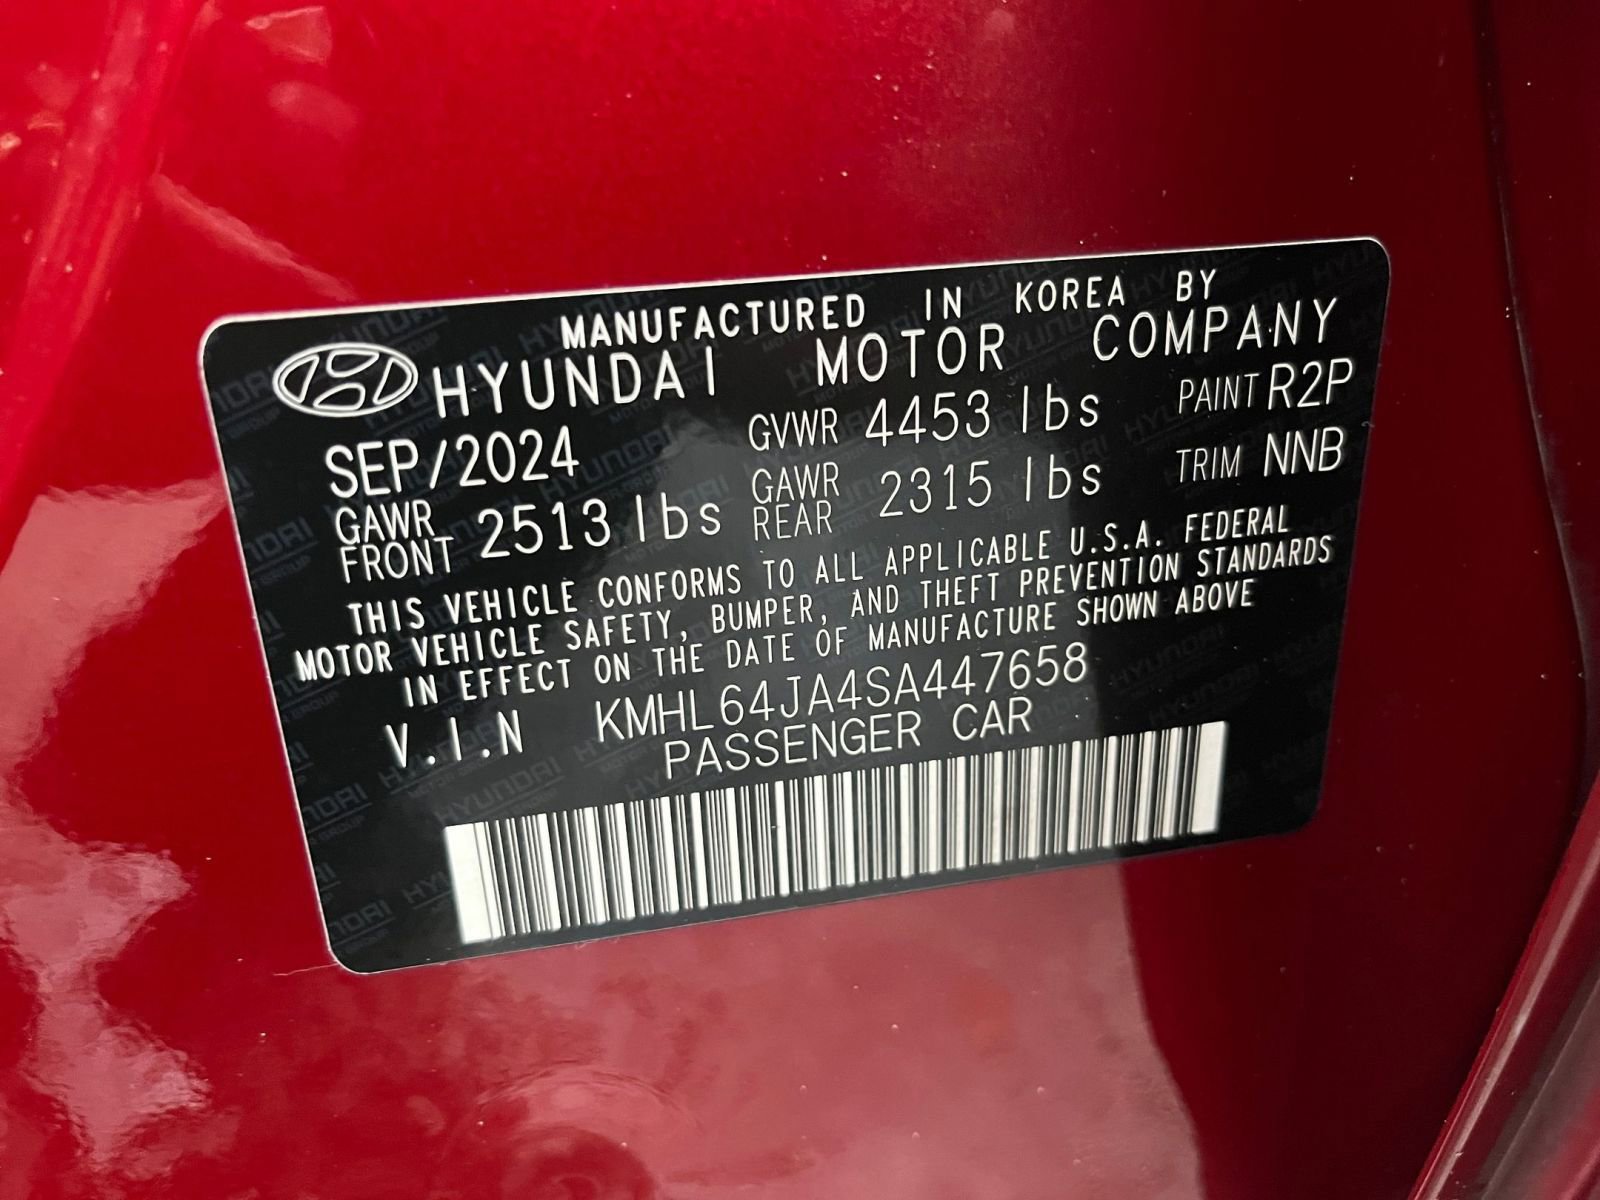 MANUFACTURED IN KOREA BY
HYUNDAI MOTOR COMPANY
SEP/2024 GVWR 4453 lbs PAINT R2P
GAWR FRONT 2513 lbs GAWR REAR 2315 lbs TRIM NNB
THIS VEHICLE CONFORMS TO ALL APPLICABLE U.S.A. FEDERAL
MOTOR VEHICLE SAFETY, BUMPER, AND THEFT PREVENTION STANDARDS
IN EFFECT ON THE DATE OF MANUFACTURE SHOWN ABOVE
V.I.N KMHL64JA4SA447658
PASSENGER CAR